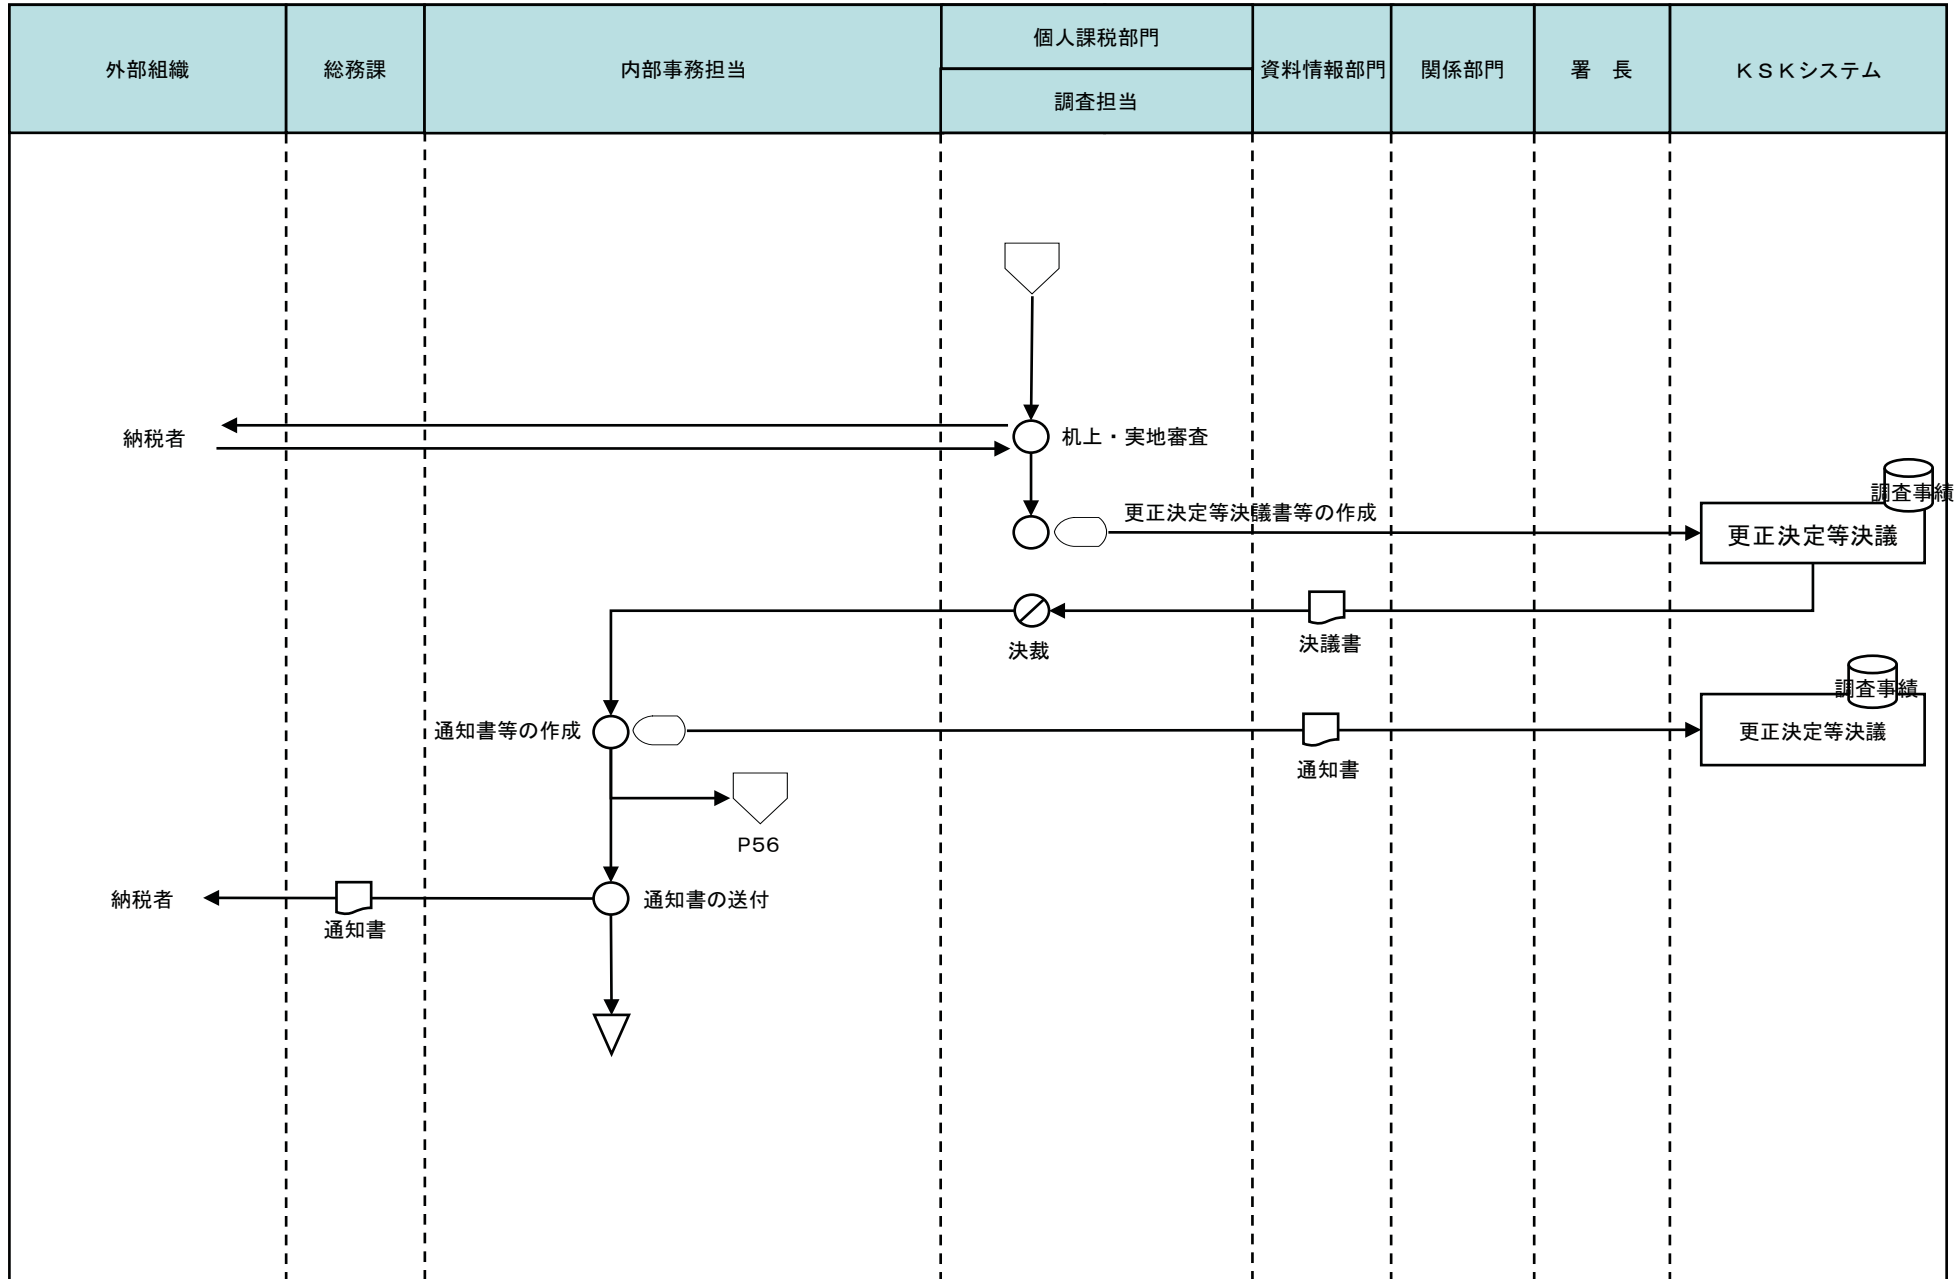 外部組織
総務課
内部事務担当
個人課税部門
調査担当
資料情報部門
関係部門
署　長
ＫＳＫシステム
納税者
机上・実地審査
調査事績
更正決定等決議書等の作成
更正決定等決議
決裁
決議書
調査事績
通知書等の作成
通知書
更正決定等決議
P56
納税者
通知書
通知書の送付